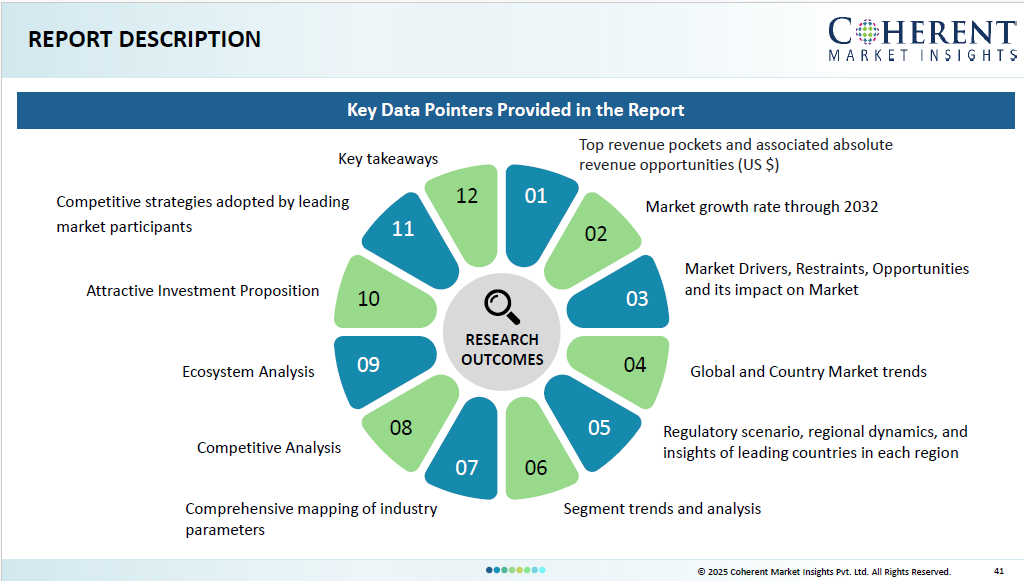 REPORT DESCRIPTION
COHERENT
MARKET INSIGHTS
Key Data Pointers Provided in the Report
01
Top revenue pockets and associated absolute
revenue opportunities (US $)
02
Market growth rate through 2032
03
Market Drivers, Restraints, Opportunities
and its impact on Market
04
Global and Country Market trends
05
Regulatory scenario, regional dynamics, and
insights of leading countries in each region
06
Segment trends and analysis
07
Comprehensive mapping of industry
parameters
08
Competitive Analysis
09
Ecosystem Analysis
10
Attractive Investment Proposition
11
Competitive strategies adopted by leading
market participants
12
Key takeaways
RESEARCH
OUTCOMES
© 2025 Coherent Market Insights Pvt. Ltd. All Rights Reserved.
41